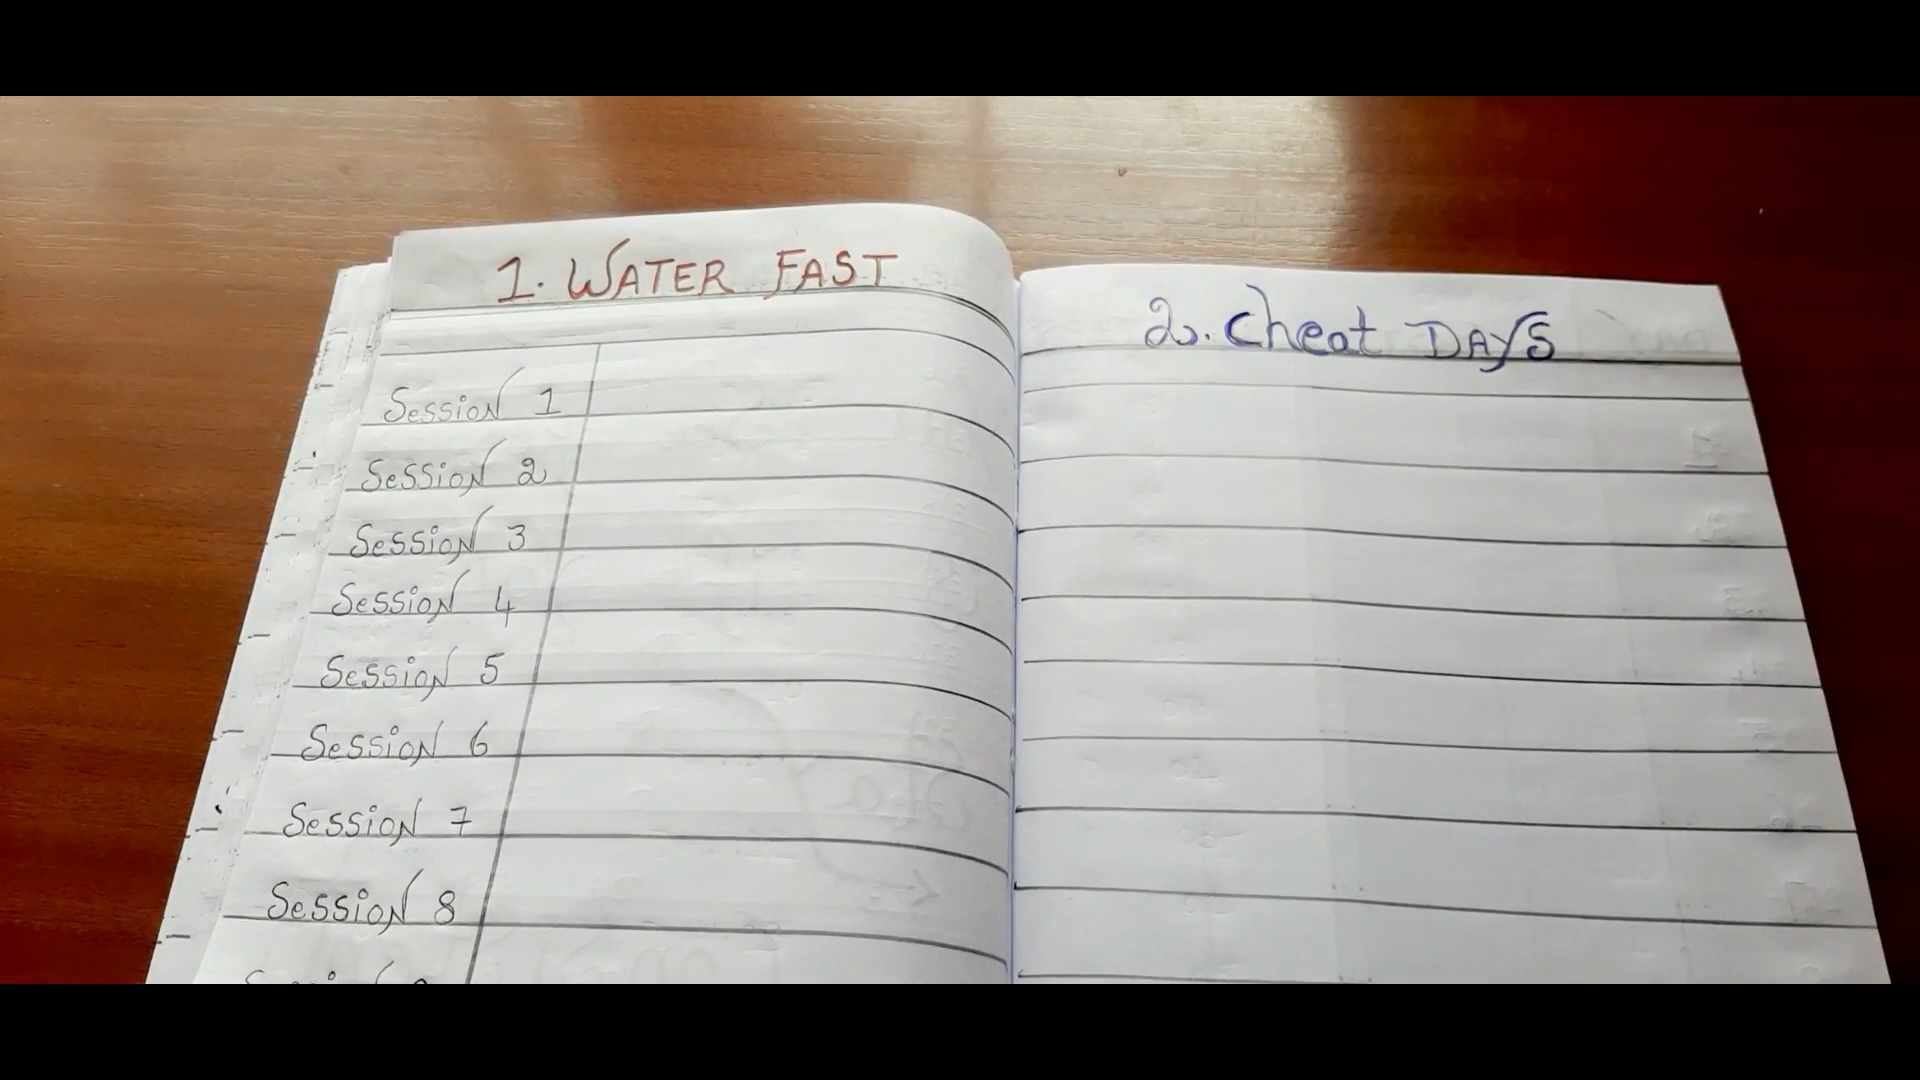 1. WATER FAST
Session 1
Session 2
Session 3
Session 4
Session 5
Session 6
Session 7
Session 8
2. Cheat DAYS